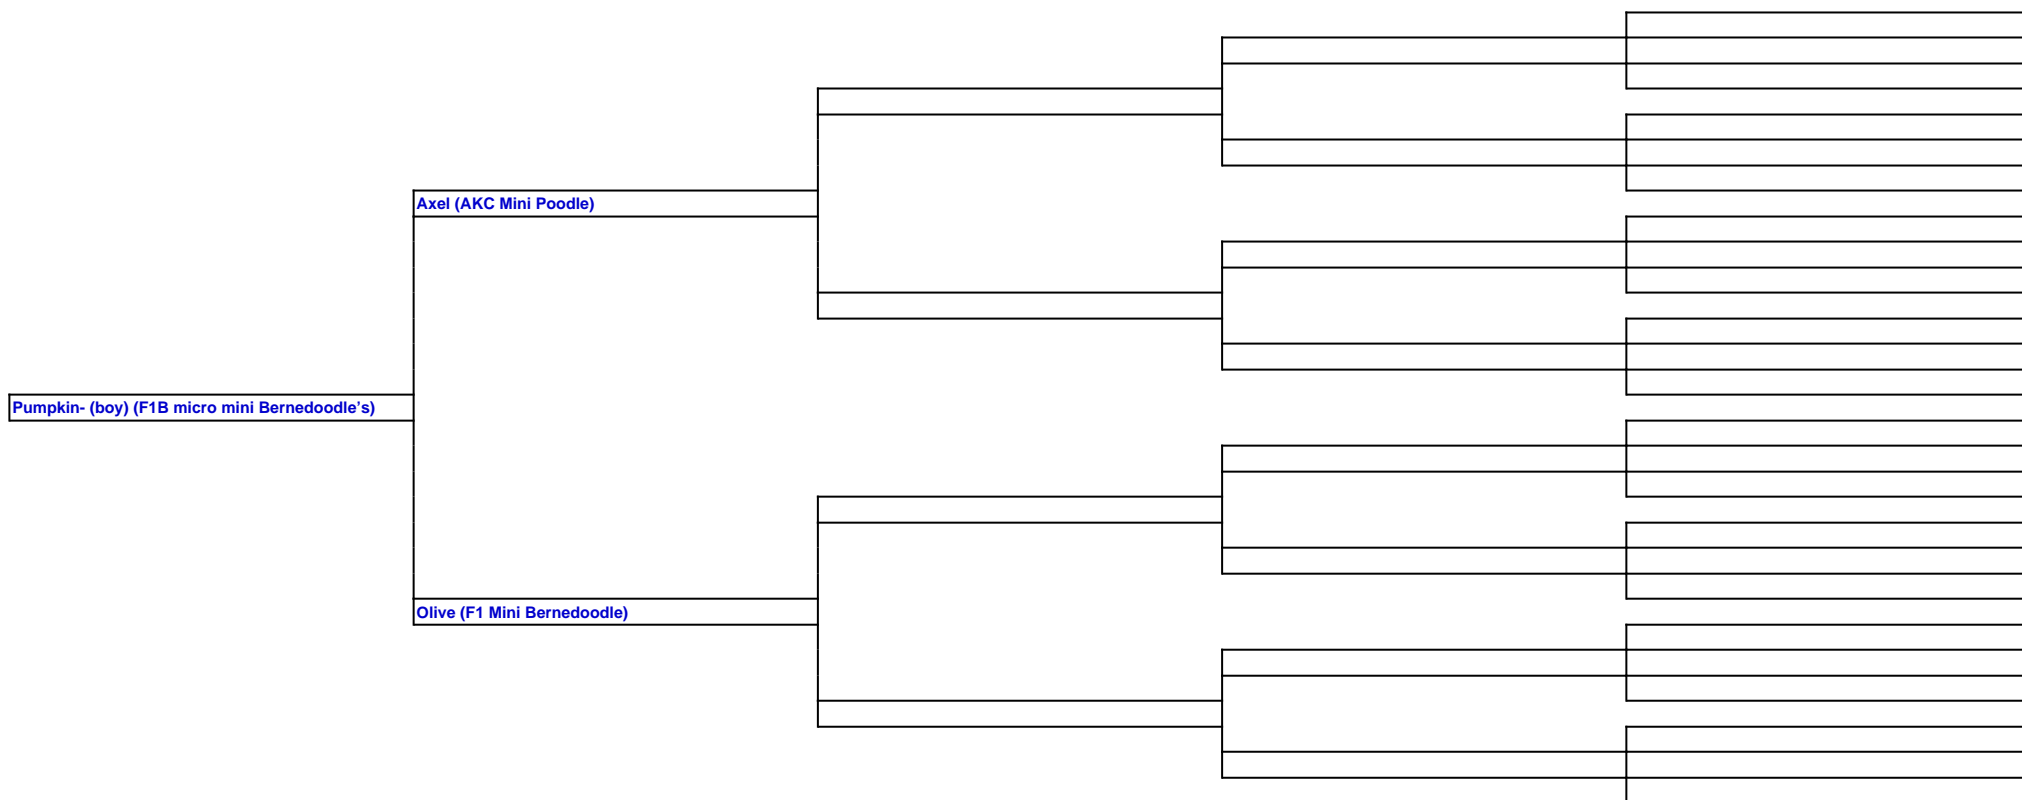 Axel (AKC Mini Poodle)
Pumpkin- (boy) (F1B micro mini Bernedoodle’s)
Olive (F1 Mini Bernedoodle)